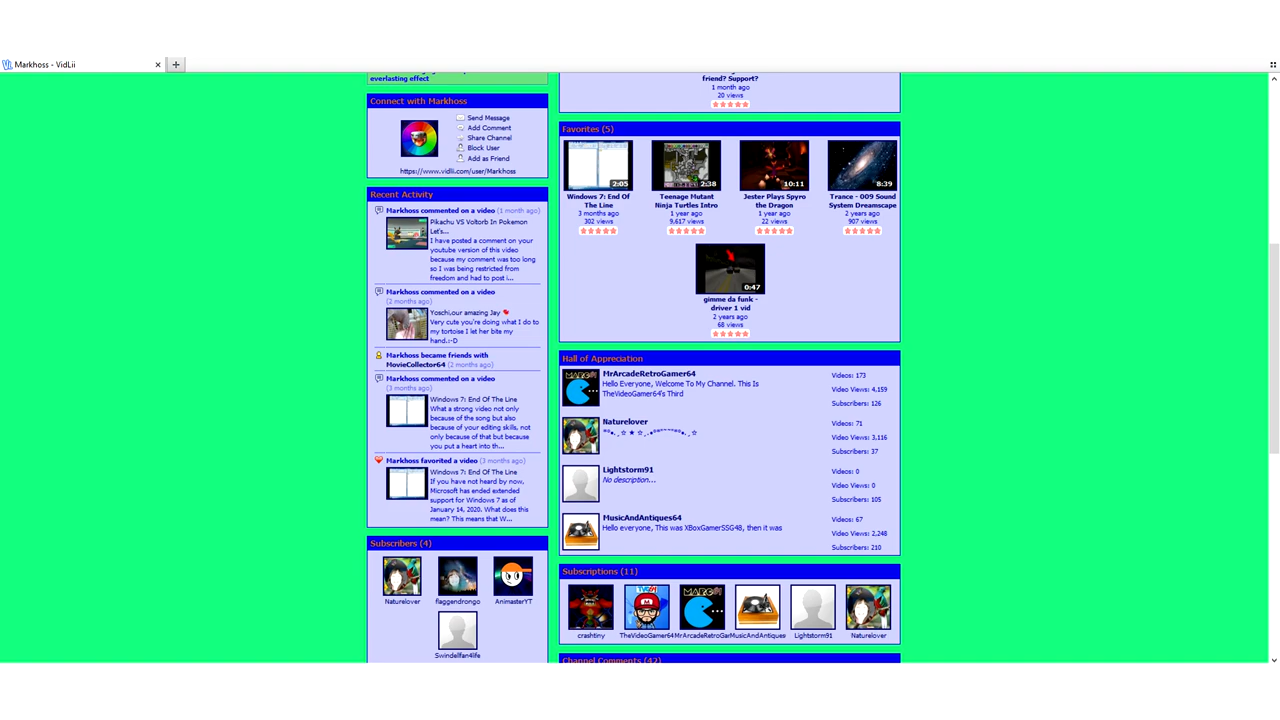 Markhoss - VidLii
everlasting effect
Connect with Markhoss
Send Message
Add Comment
Share Channel
Block User
Add as Friend
https://www.vidlii.com/user/Markhoss
Recent Activity
Markhoss commented on a video (1 month ago)
Pikachu VS Voltorb In Pokemon
Let's...
I have posted a comment on your
youtube version of this video
because my comment was too long
so I was being restricted from
freedom and had to post i...
Markhoss commented on a video
(2 months ago)
Yoschi,our amazing Jay
Very cute you're doing what I do to
my tortoise I let her bite my
hand.:-D
Markhoss became friends with
MovieCollector64 (2 months ago)
Markhoss commented on a video
(3 months ago)
Windows 7: End Of The Line
What a strong video not only
because of the song but also
because of your editing skills, not
only because of that but because
you put a heart into th...
Markhoss favorited a video (3 months ago)
Windows 7: End Of The Line
If you have not heard by now,
Microsoft has ended extended
support for Windows 7 as of
January 14, 2020. What does this
mean? This means that W...
Subscribers (4)
Naturelover
flaggendrongo
AnimasterYT
Swindelfan4life
friend? Support?
1 month ago
20 views
Favorites (5)
2:05
2:38
10:11
8:39
Windows 7: End Of
The Line
3 months ago
302 views
Teenage Mutant
Ninja Turtles Intro
1 year ago
9,617 views
Jester Plays Spyro
the Dragon
1 year ago
22 views
Trance - 009 Sound
System Dreamscape
2 years ago
907 views
0:47
gimme da funk -
driver 1 vid
2 years ago
68 views
Hall of Appreciation
MrArcadeRetroGamer64
Hello Everyone, Welcome To My Channel. This Is
TheVideoGamer64's Third
Videos: 173
Video Views: 4,159
Subscribers: 126
Naturelover
Videos: 71
Video Views: 3,116
Subscribers: 37
Lightstorm91
No description...
Videos: 0
Video Views: 0
Subscribers: 105
MusicAndAntiques64
Hello everyone, This was XBoxGamerSSG48, then it was
Videos: 67
Video Views: 2,248
Subscribers: 210
Subscriptions (11)
crashtiny
TheVideoGamer64
MrArcadeRetroGar
MusicAndAntiques
Lightstorm91
Naturelover
Channel Comments (42)